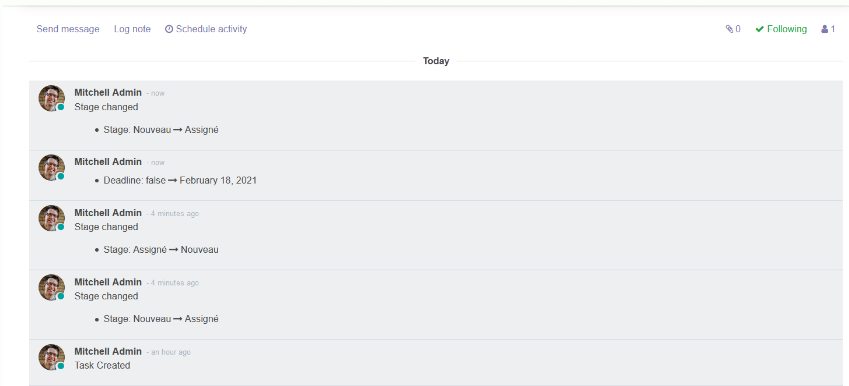 Send message Log note Schedule activity 0 Following 1
Today
Mitchell Admin - now
Stage changed
• Stage: Nouveau → Assigné
Mitchell Admin - now
• Deadline: false → February 18, 2021
Mitchell Admin - 4 minutes ago
Stage changed
• Stage: Assigné → Nouveau
Mitchell Admin - 4 minutes ago
Stage changed
• Stage: Nouveau → Assigné
Mitchell Admin - an hour ago
Task Created